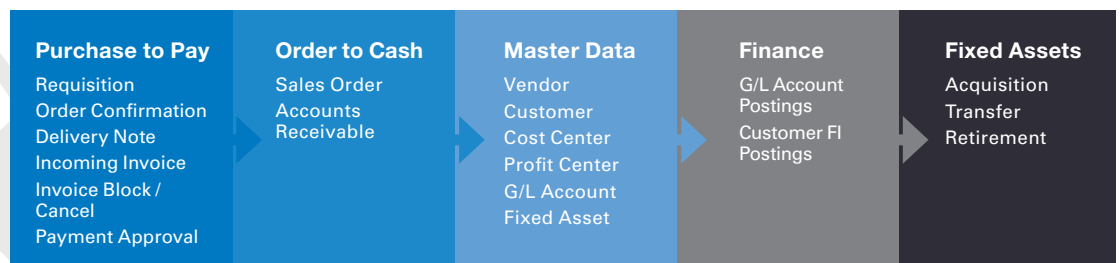 Purchase to Pay
Requisition
Order Confirmation
Delivery Note
Incoming Invoice
Invoice Block /
Cancel
Payment Approval
Order to Cash
Sales Order
Accounts
Receivable
Master Data
Vendor
Customer
Cost Center
Profit Center
G/L Account
Fixed Asset
Finance
G/L Account
Postings
Customer FI
Postings
Fixed Assets
Acquisition
Transfer
Retirement